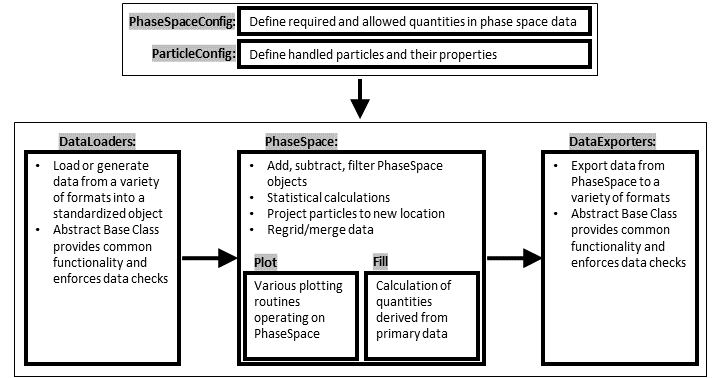 PhaseSpaceConfig: Define required and allowed quantities in phase space data
ParticleConfig: Define handled particles and their properties
DataLoaders:
• Load or generate
data from a variety
of formats into a
standardized object
• Abstract Base Class
provides common
functionality and
enforces data checks
PhaseSpace:
• Add, subtract, filter PhaseSpace
objects
• Statistical calculations
• Project particles to new location
• Regrid/merge data
Plot
Various plotting
routines
operating on
PhaseSpace
Fill
Calculation of
quantities
derived from
primary data
DataExporters:
• Export data from
PhaseSpace to a
variety of formats
• Abstract Base Class
provides common
functionality and
enforces data checks